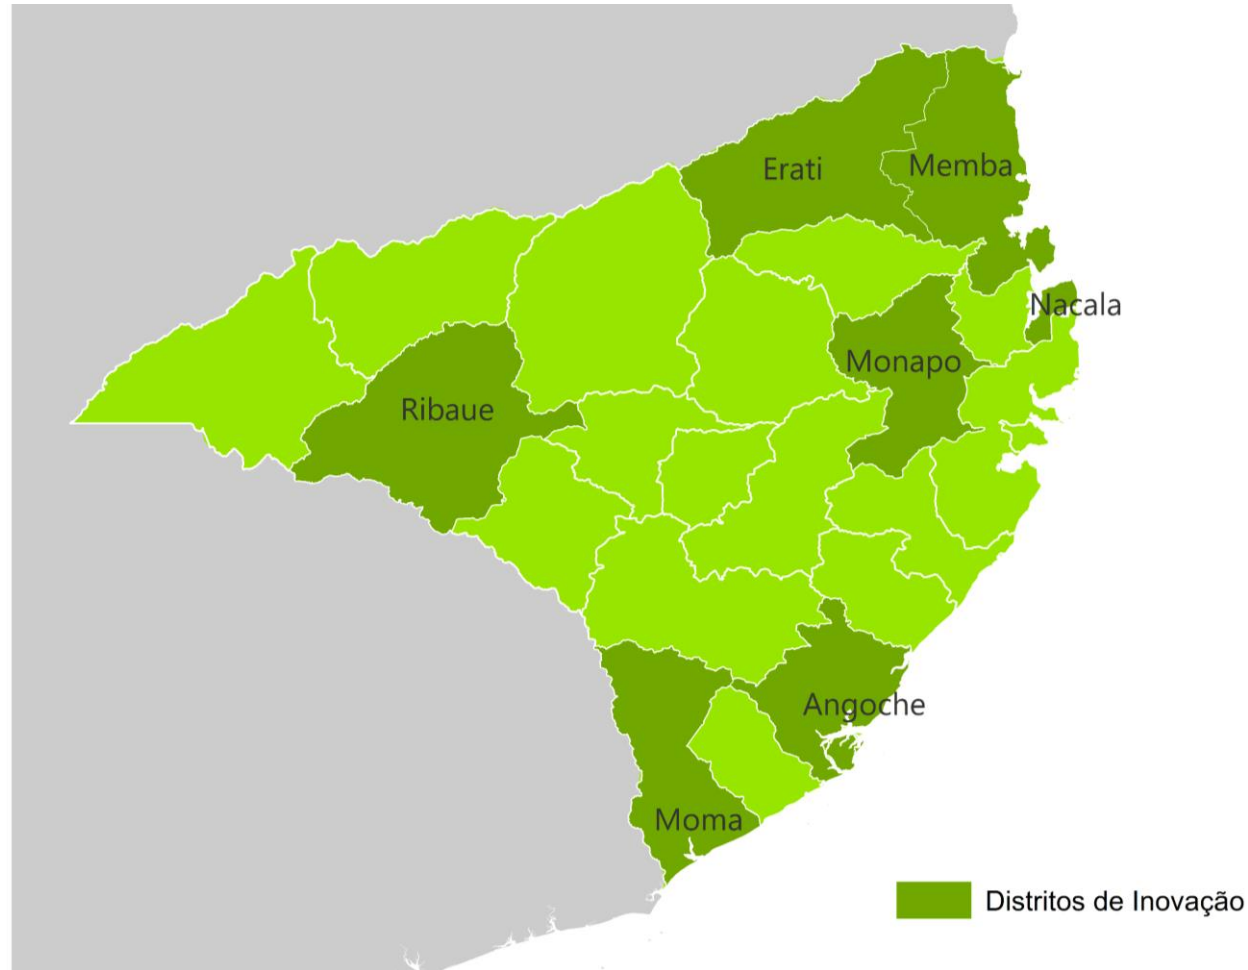 Erati
Memba
Nacala
Monapo
Ribaue
Angoche
Moma
Distritos de Inovação